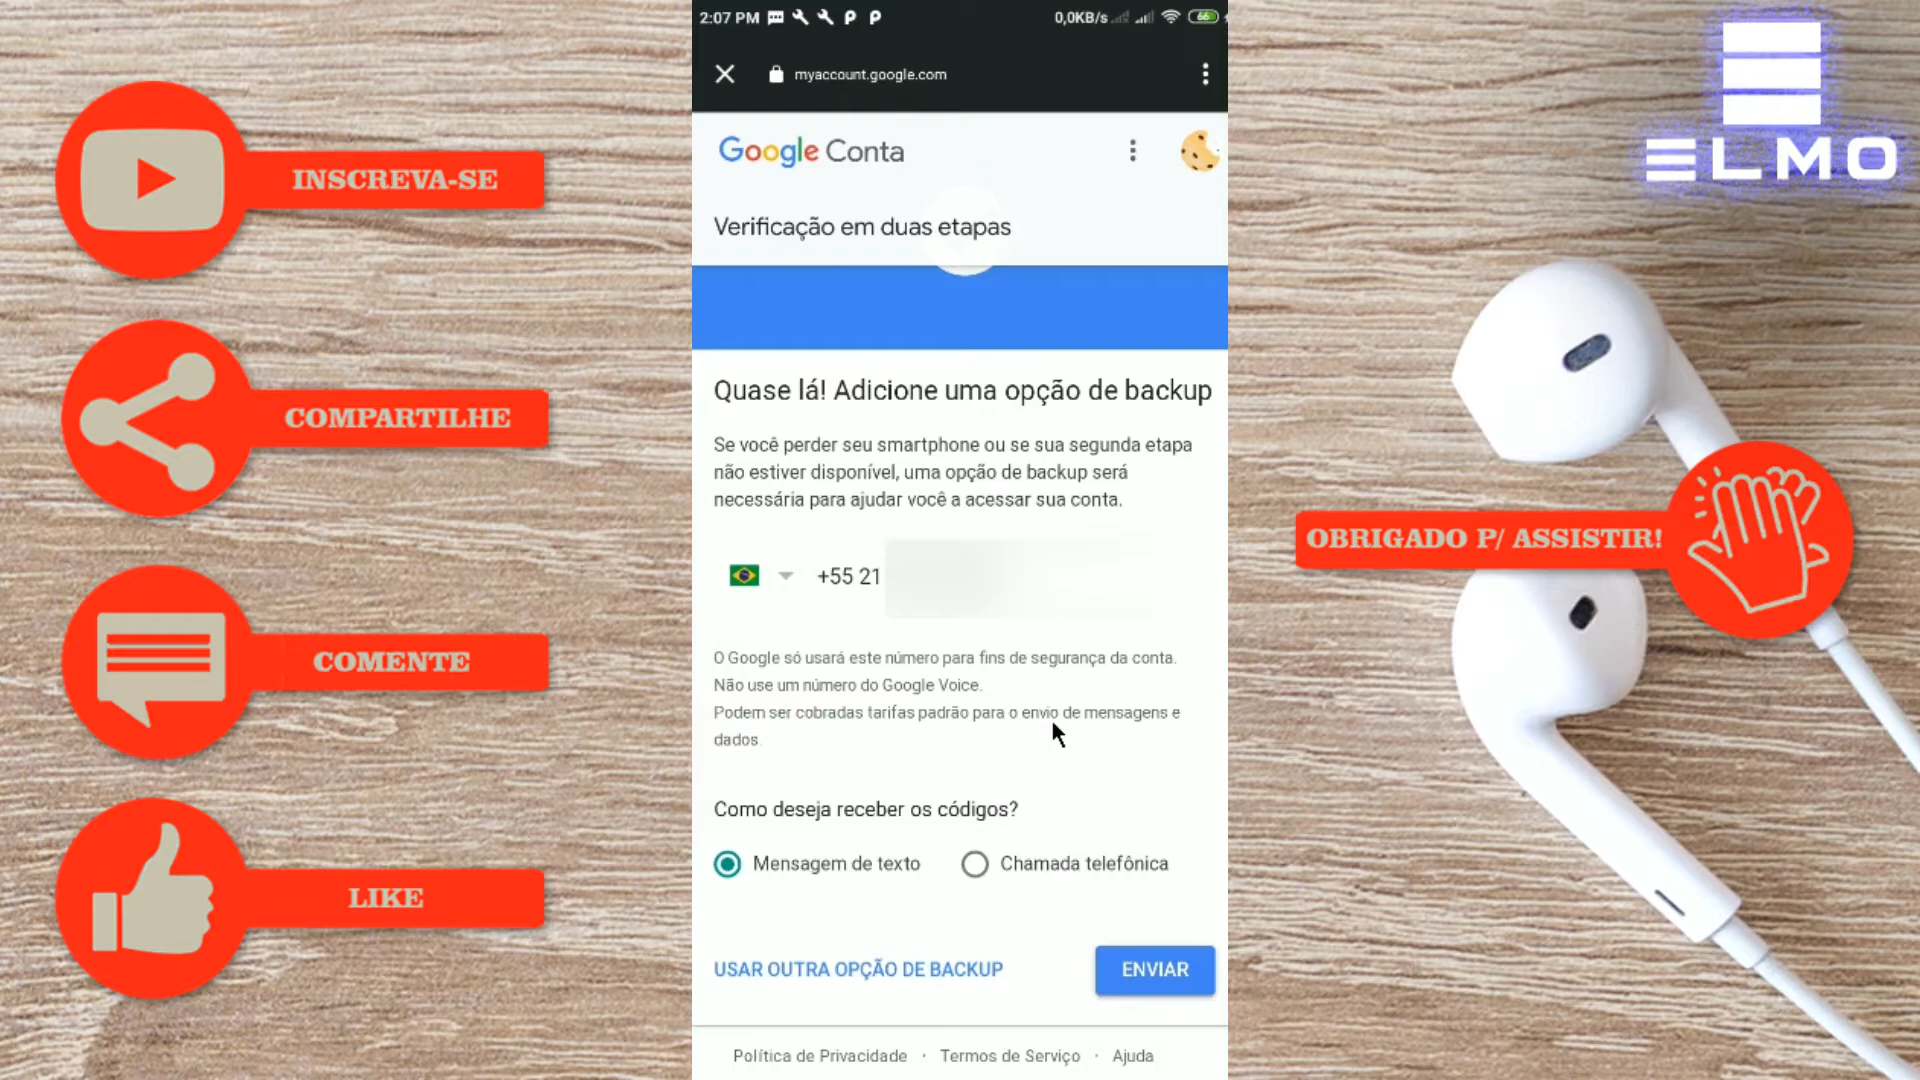 INSCREVA-SE
COMPARTILHE
COMENTE
LIKE
2:07 PM
0,0KB/s
66
myaccount.google.com
Google Conta
Verificação em duas etapas
Quase lá! Adicione uma opção de backup
Se você perder seu smartphone ou se sua segunda etapa
não estiver disponível, uma opção de backup será
necessária para ajudar você a acessar sua conta.
+55 21
O Google só usará este número para fins de segurança da conta.
Não use um número do Google Voice.
Podem ser cobradas tarifas padrão para o envio de mensagens e
dados.
Como deseja receber os códigos?
Mensagem de texto
Chamada telefônica
USAR OUTRA OPÇÃO DE BACKUP
ENVIAR
Política de Privacidade · Termos de Serviço · Ajuda
ELMO
OBRIGADO P/ ASSISTIR!